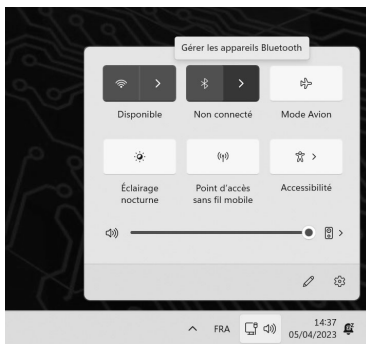 Gérer les appareils Bluetooth
Disponible
Non connecté
Mode Avion
Éclairage
nocturne
Point d'accès
sans fil mobile
Accessibilité
FRA
14:37
05/04/2023